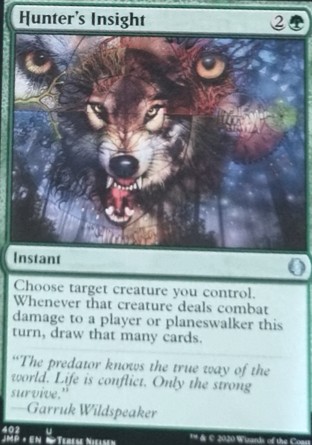 Hunter's Insight 2
Instant
Choose target creature you control.
Whenever that creature deals combat
damage to a player or planeswalker this
turn, draw that many cards.
"The predator knows the true way of the
world. Life is conflict. Only the strong
survive."
—Garruk Wildspeaker
402 U
JMP • EN Terese Nielsen ™ & © 2020 Wizards of the Coast